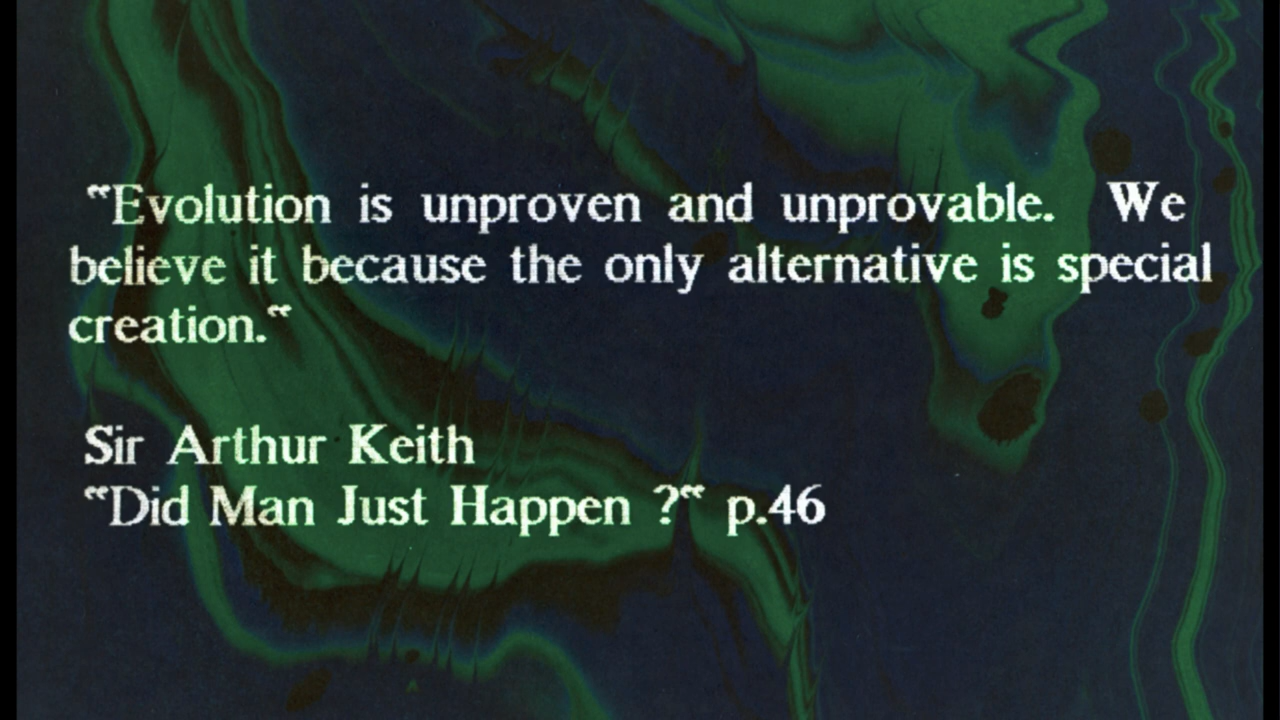 “Evolution is unproven and unprovable. We
believe it because the only alternative is special
creation.“
Sir Arthur Keith
“Did Man Just Happen ?“ p.46